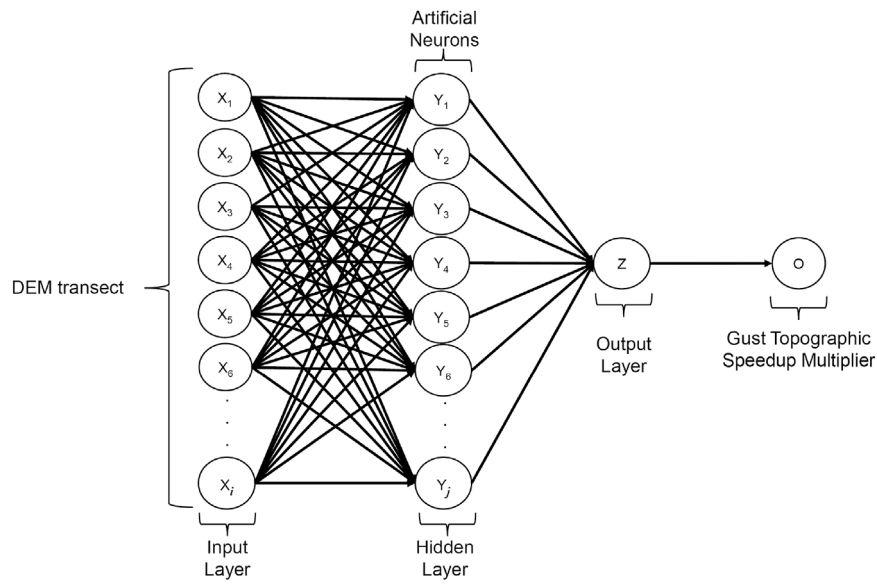 Artificial
Neurons
X1
X2
X3
X4
X5
X6
.
.
.
Xi
Y1
Y2
Y3
Y4
Y5
Y6
.
.
.
Yj
Z
O
DEM transect
Input
Layer
Hidden
Layer
Output
Layer
Gust Topographic
Speedup Multiplier